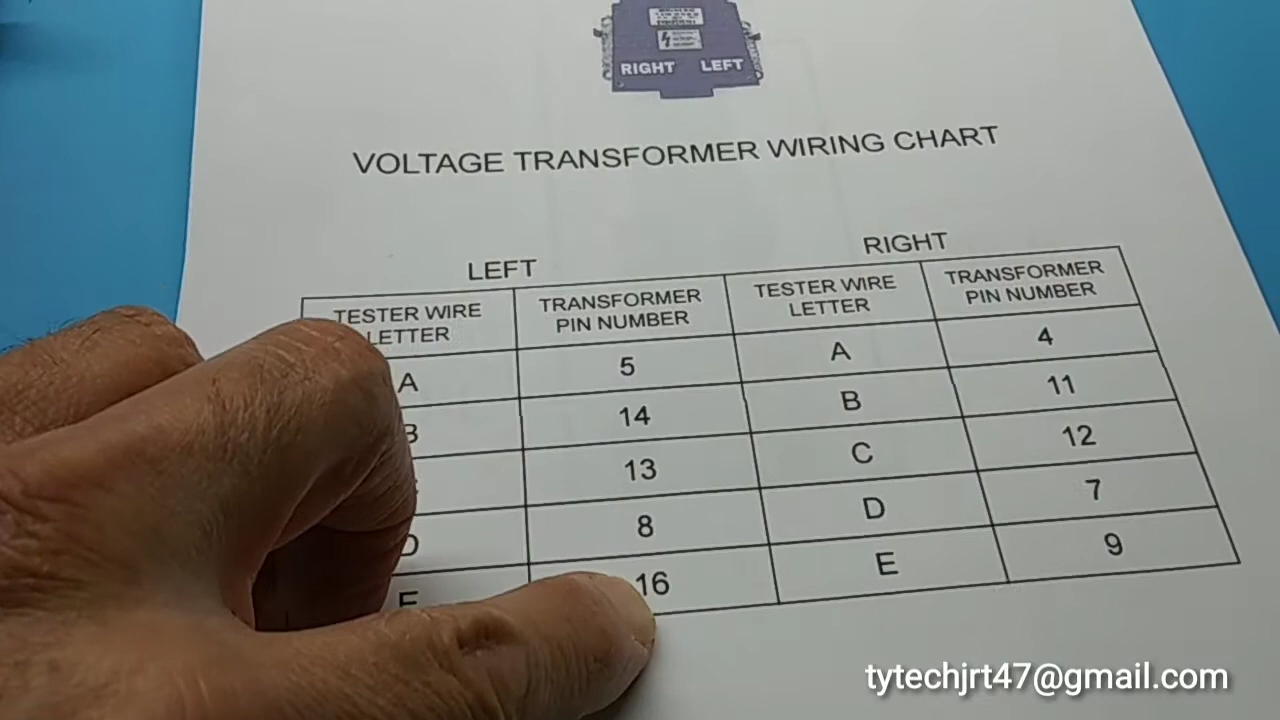 RIGHT LEFT
VOLTAGE TRANSFORMER WIRING CHART
LEFT RIGHT
TESTER WIRE LETTER TRANSFORMER PIN NUMBER TESTER WIRE LETTER TRANSFORMER PIN NUMBER
A 5 A 4
B 14 B 11
13 C 12
D 8 D 7
E 16 E 9
tytechjrt47@gmail.com